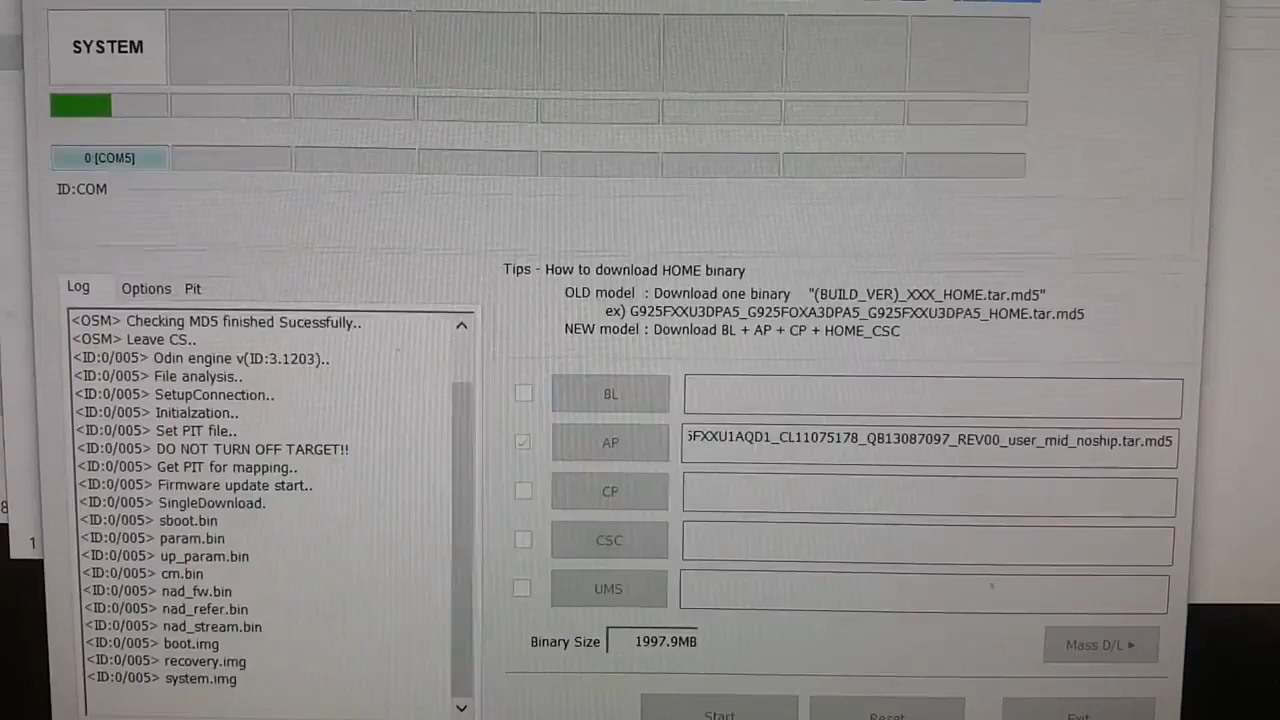 SYSTEM
0:[COM5]
ID:COM
Tips - How to download HOME binary
OLD model : Download one binary "(BUILD_VER)_XXX_HOME.tar.md5"
ex) G925FXXU3DPA5_G925FOXA3DPA5_G925FXXU3DPA5_HOME.tar.md5
NEW model : Download BL + AP + CP + HOME_CSC
Log Options Pit
<OSM> Checking MD5 finished Sucessfully..
<OSM> Leave CS..
<ID:0/005> Odin engine v(ID:3.1203)..
<ID:0/005> File analysis..
<ID:0/005> SetupConnection..
<ID:0/005> Initialzation..
<ID:0/005> Set PIT file..
<ID:0/005> DO NOT TURN OFF TARGET!!
<ID:0/005> Get PIT for mapping..
<ID:0/005> Firmware update start..
<ID:0/005> SingleDownload.
<ID:0/005> sboot.bin
<ID:0/005> param.bin
<ID:0/005> up_param.bin
<ID:0/005> cm.bin
<ID:0/005> nad_fw.bin
<ID:0/005> nad_refer.bin
<ID:0/005> nad_stream.bin
<ID:0/005> boot.img
<ID:0/005> recovery.img
<ID:0/005> system.img
BL
AP FXXU1AQD1_CL11075178_QB13087097_REV00_user_mid_noship.tar.md5
CP
CSC
UMS
Binary Size 1997.9MB
Mass D/L
Start Reset Exit
8
1